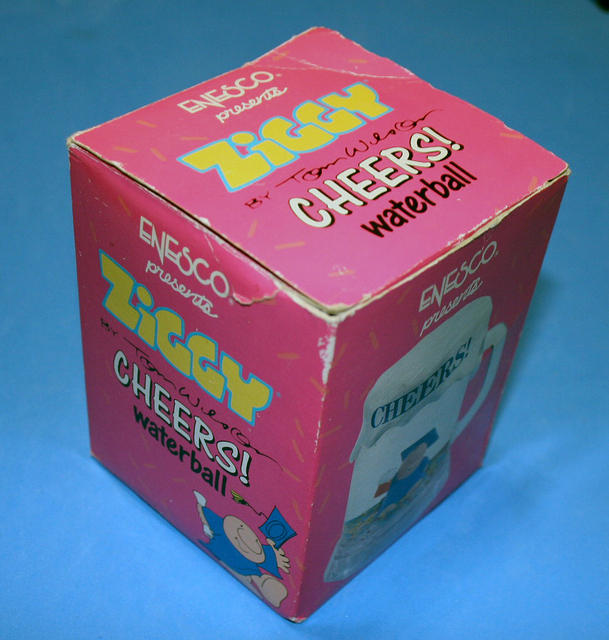 ENESCO®
presents
ZiGGY
BY Tom Wilson
CHEERS!
waterball
ENESCO
presents
ZiGGY
BY Tom Wilson
CHEERS!
waterball
ENESCO®
presents
CHEERS!